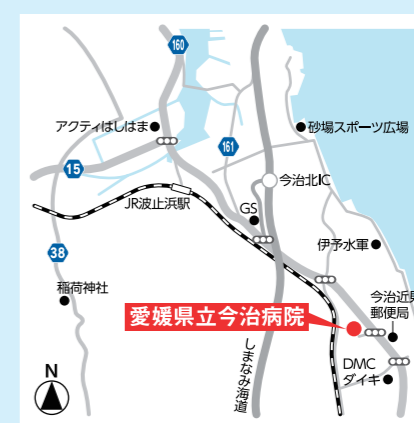 160
アクティはしはま
砂場スポーツ広場
161
15
今治北IC
JR波止浜駅
GS
伊予水軍
38
稲荷神社
今治近見
郵便局
愛媛県立今治病院
しまなみ海道
DMC
ダイキ
N